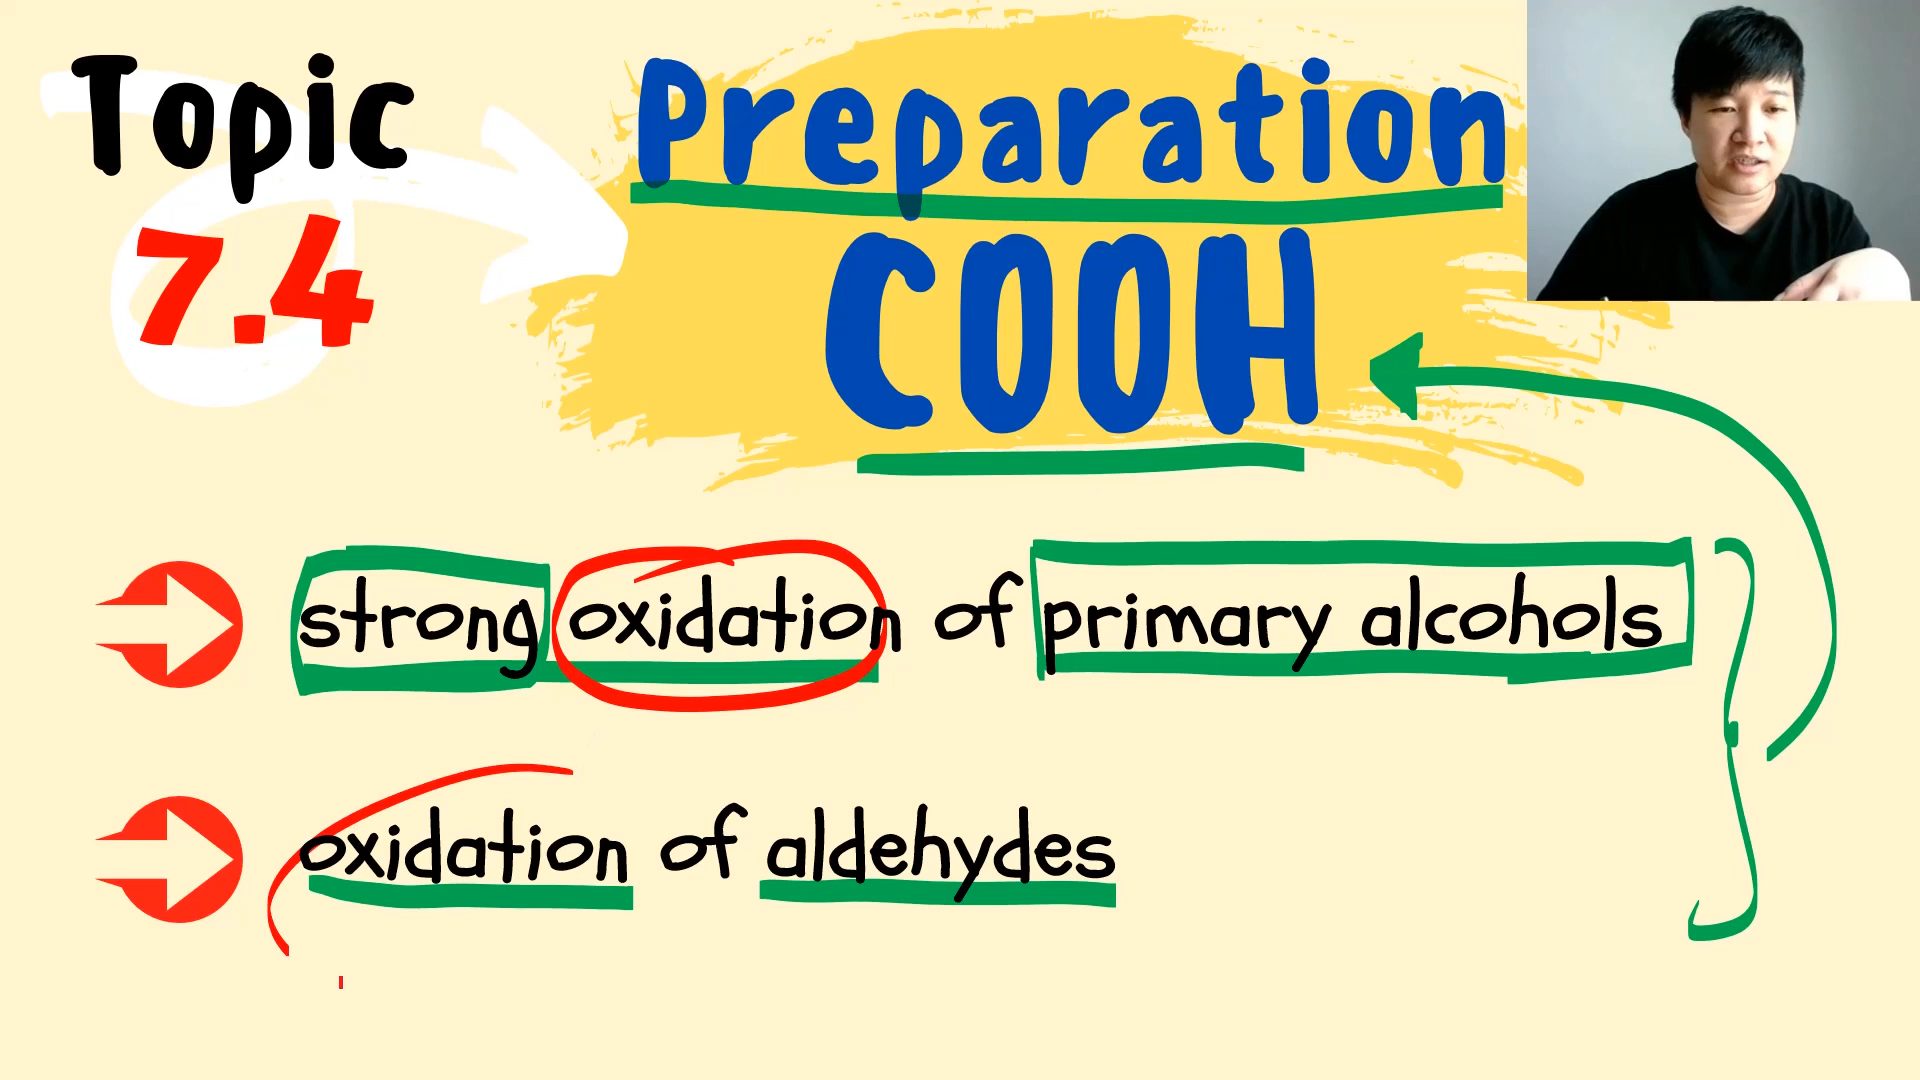 Topic
7.4
Preparation
COOH
strong oxidation of primary alcohols
oxidation of aldehydes